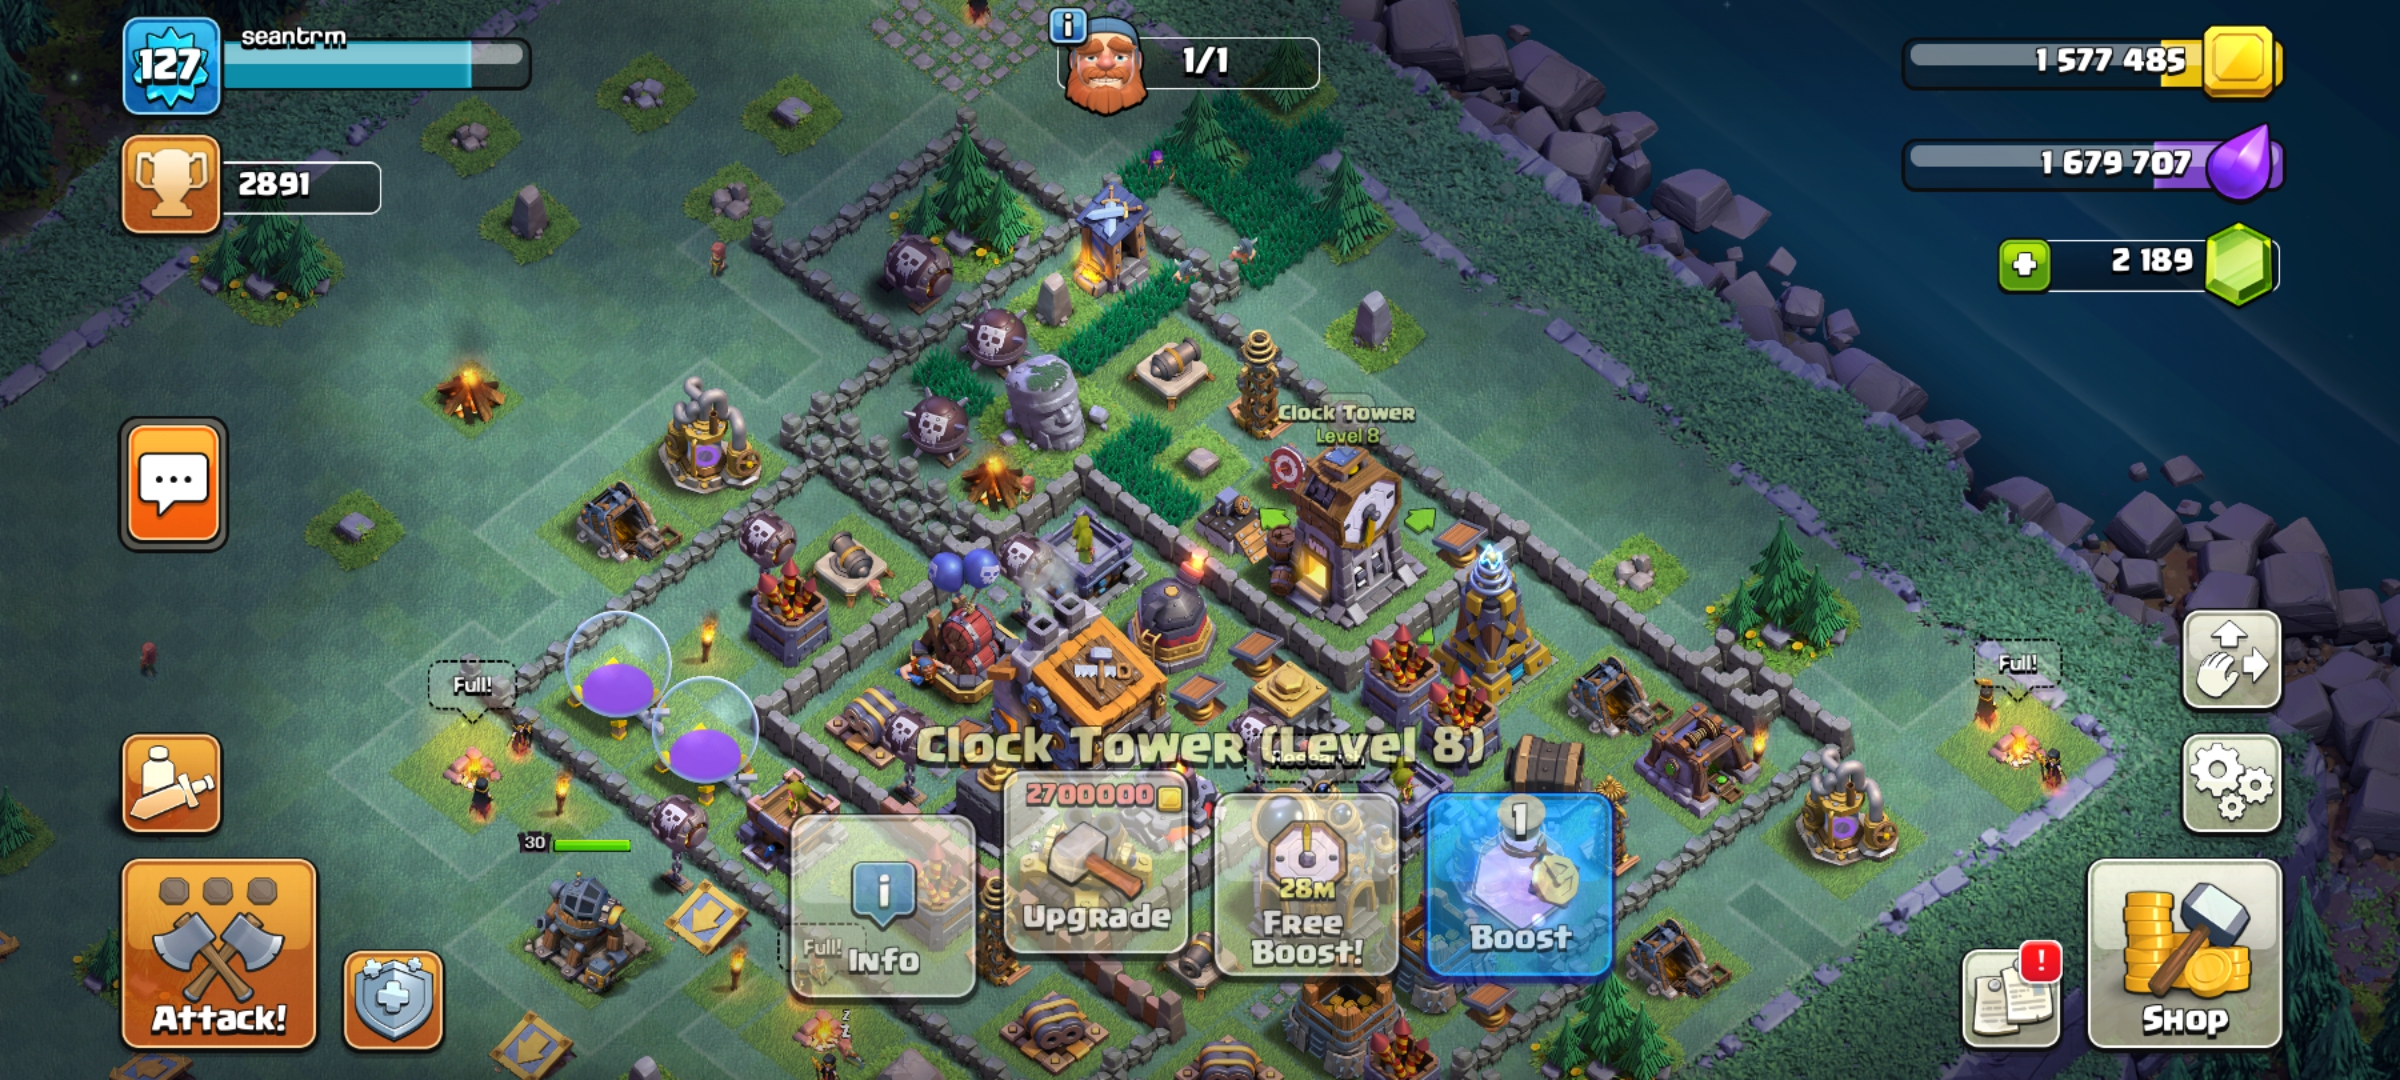 127
seantrm
1/1
1 577 485
2891
1 679 707
2 189
Clock Tower
Level 8
Full!
Full!
Clock Tower (Level 8)
Research
2700000
1
30
28M
Upgrade
Free
Boost!
Boost
Full!
Info
Attack!
Shop
!
z
z